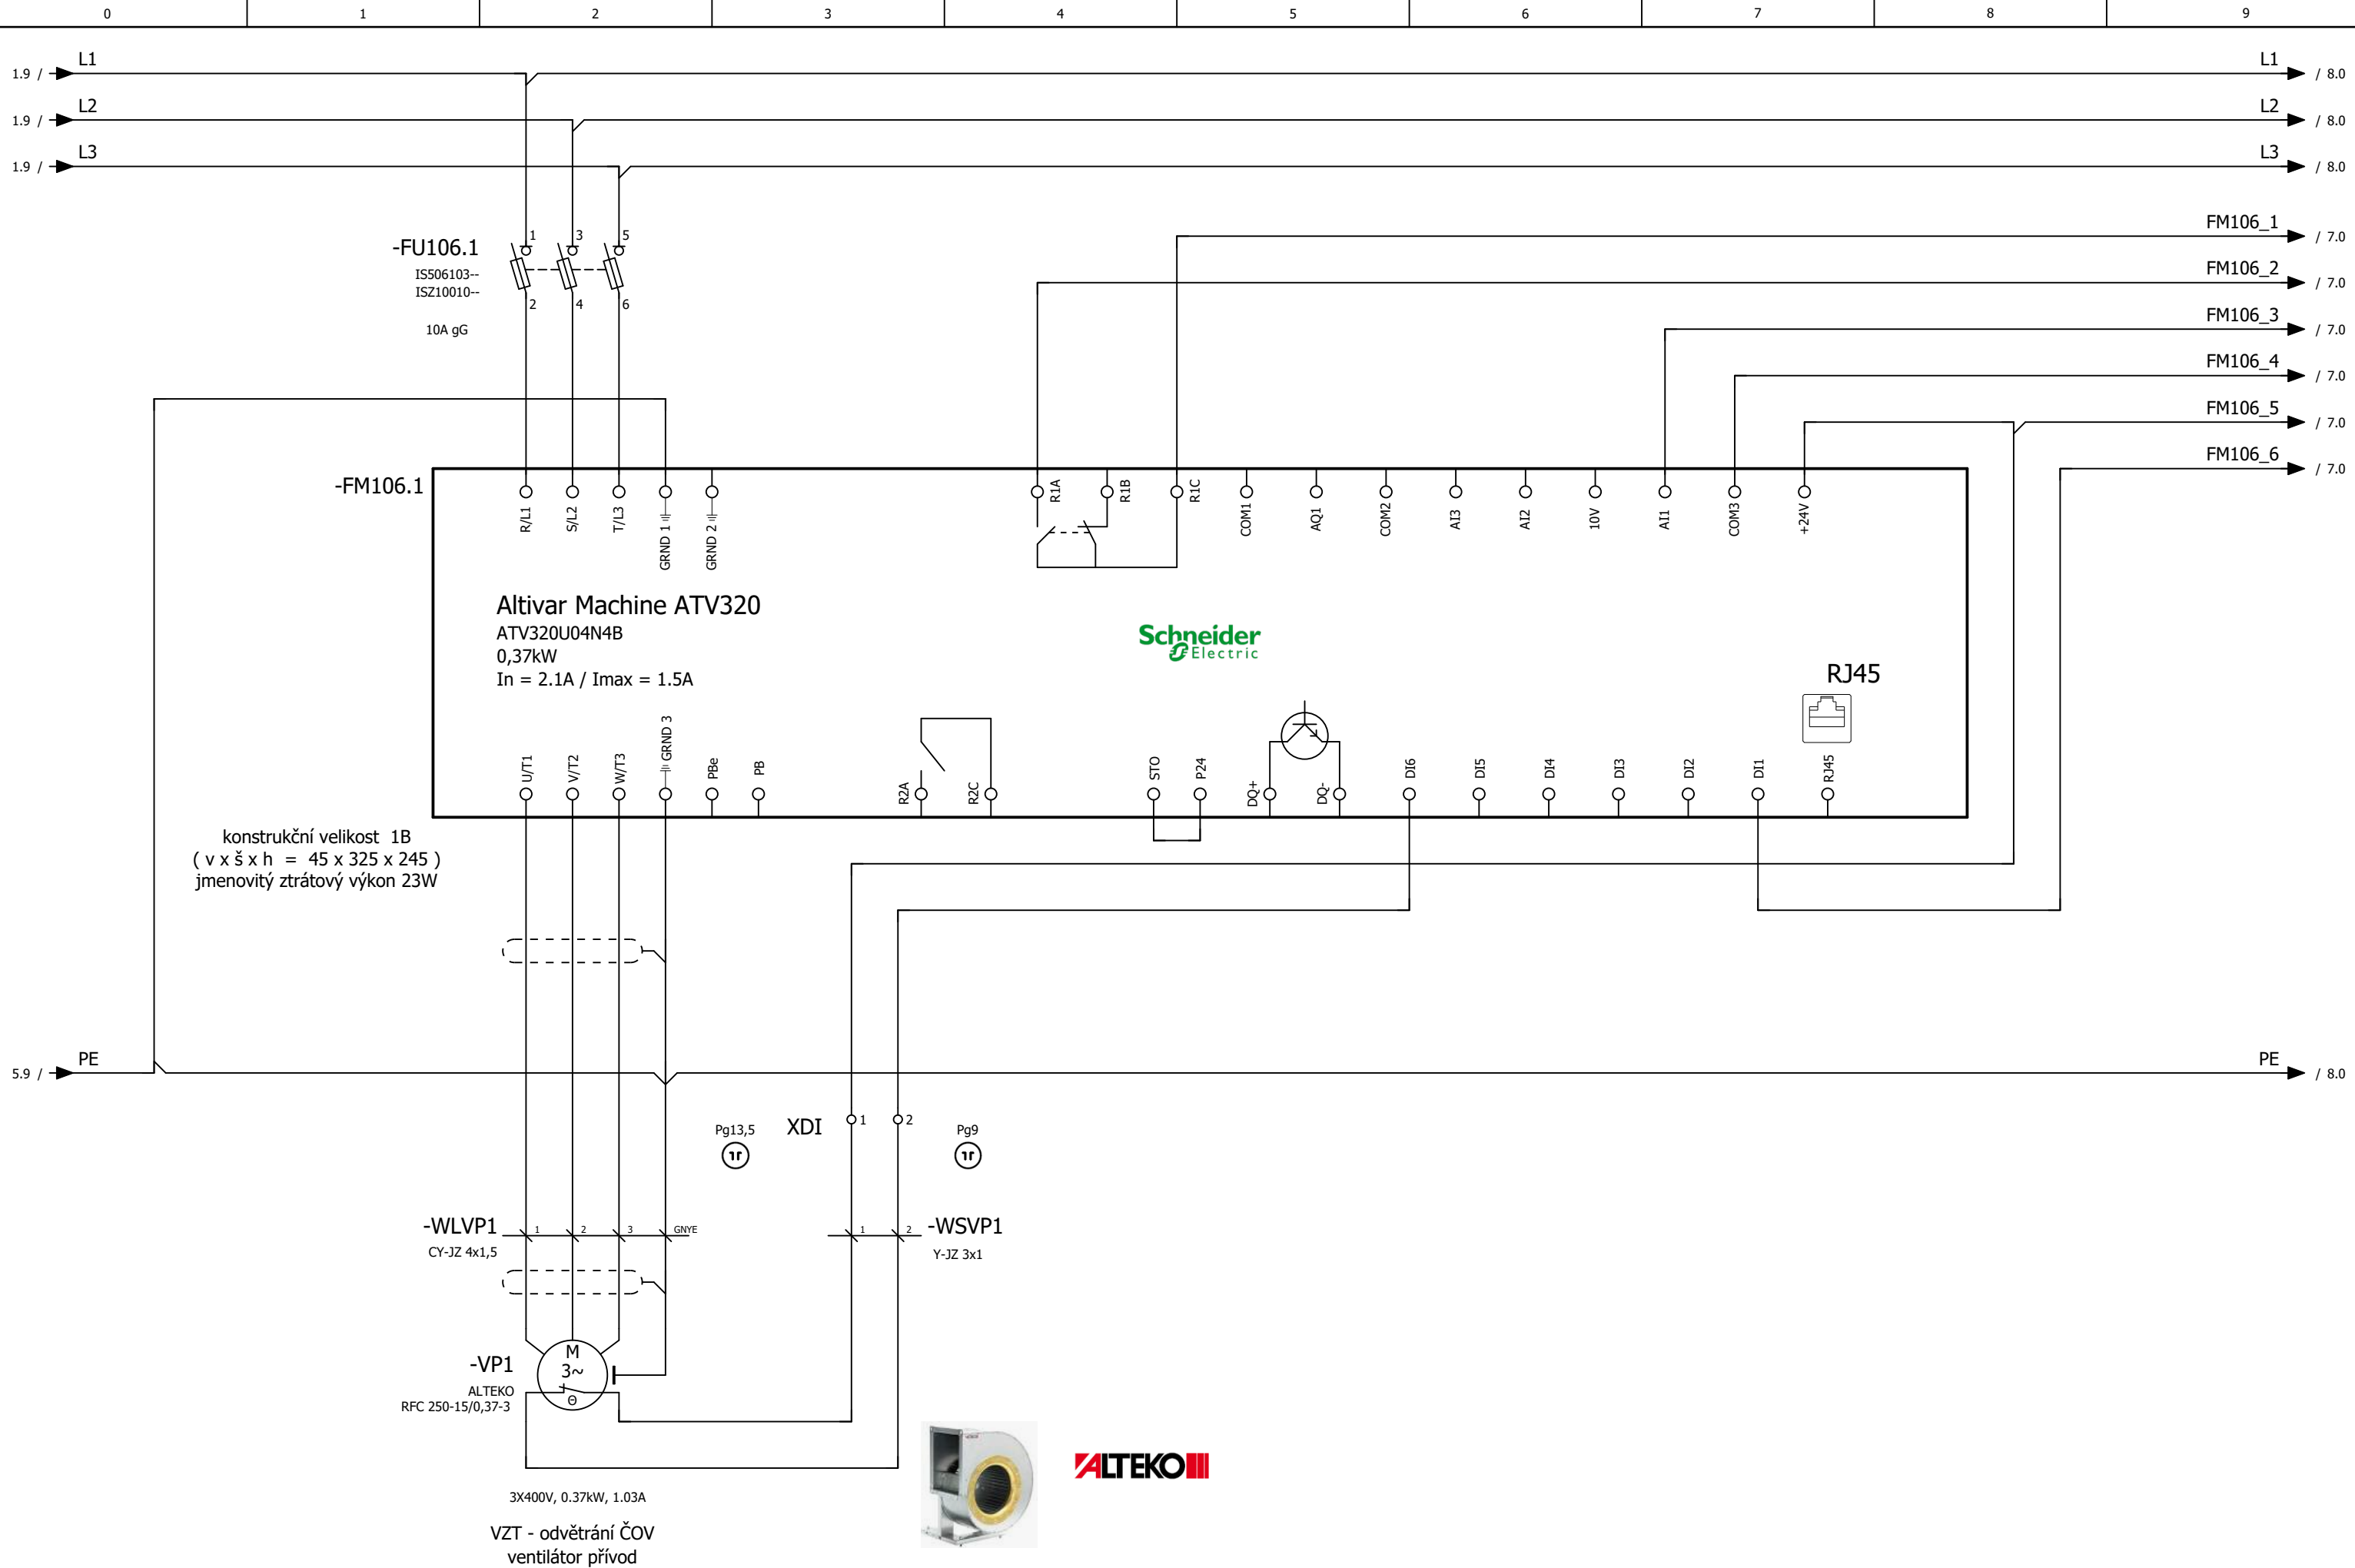 0 1 2 3 4 5 6 7 8 9
1.9 / L1 L1 / 8.0
1.9 / L2 L2 / 8.0
1.9 / L3 L3 / 8.0
FM106_1 / 7.0
FM106_2 / 7.0
FM106_3 / 7.0
FM106_4 / 7.0
FM106_5 / 7.0
FM106_6 / 7.0
-FU106.1
IS506103--
ISZ10010--
10A gG
1 3 5
2 4 6
-FM106.1
R/L1 S/L2 T/L3 GRND 1 GRND 2 R1A R1B R1C COM1 AQ1 COM2 AI3 AI2 10V AI1 COM3 +24V
Altivar Machine ATV320
ATV320U04N4B
0,37kW
In = 2.1A / Imax = 1.5A
Schneider
Electric
RJ45
U/T1 V/T2 W/T3 GRND 3 PBe PB R2A R2C STO P24 DQ+ DQ- DI6 DI5 DI4 DI3 DI2 DI1 RJ45
konstrukční velikost 1B
( v x š x h = 45 x 325 x 245 )
jmenovitý ztrátový výkon 23W
5.9 / PE PE / 8.0
Pg13,5 XDI 1 2 Pg9
-WLVP1 1 2 3 GNYE
CY-JZ 4x1,5
1 2 -WSVP1
Y-JZ 3x1
-VP1
ALTEKO
RFC 250-15/0,37-3
M
3~
Θ
ALTEKO
3X400V, 0.37kW, 1.03A
VZT - odvětrání ČOV
ventilátor přívod